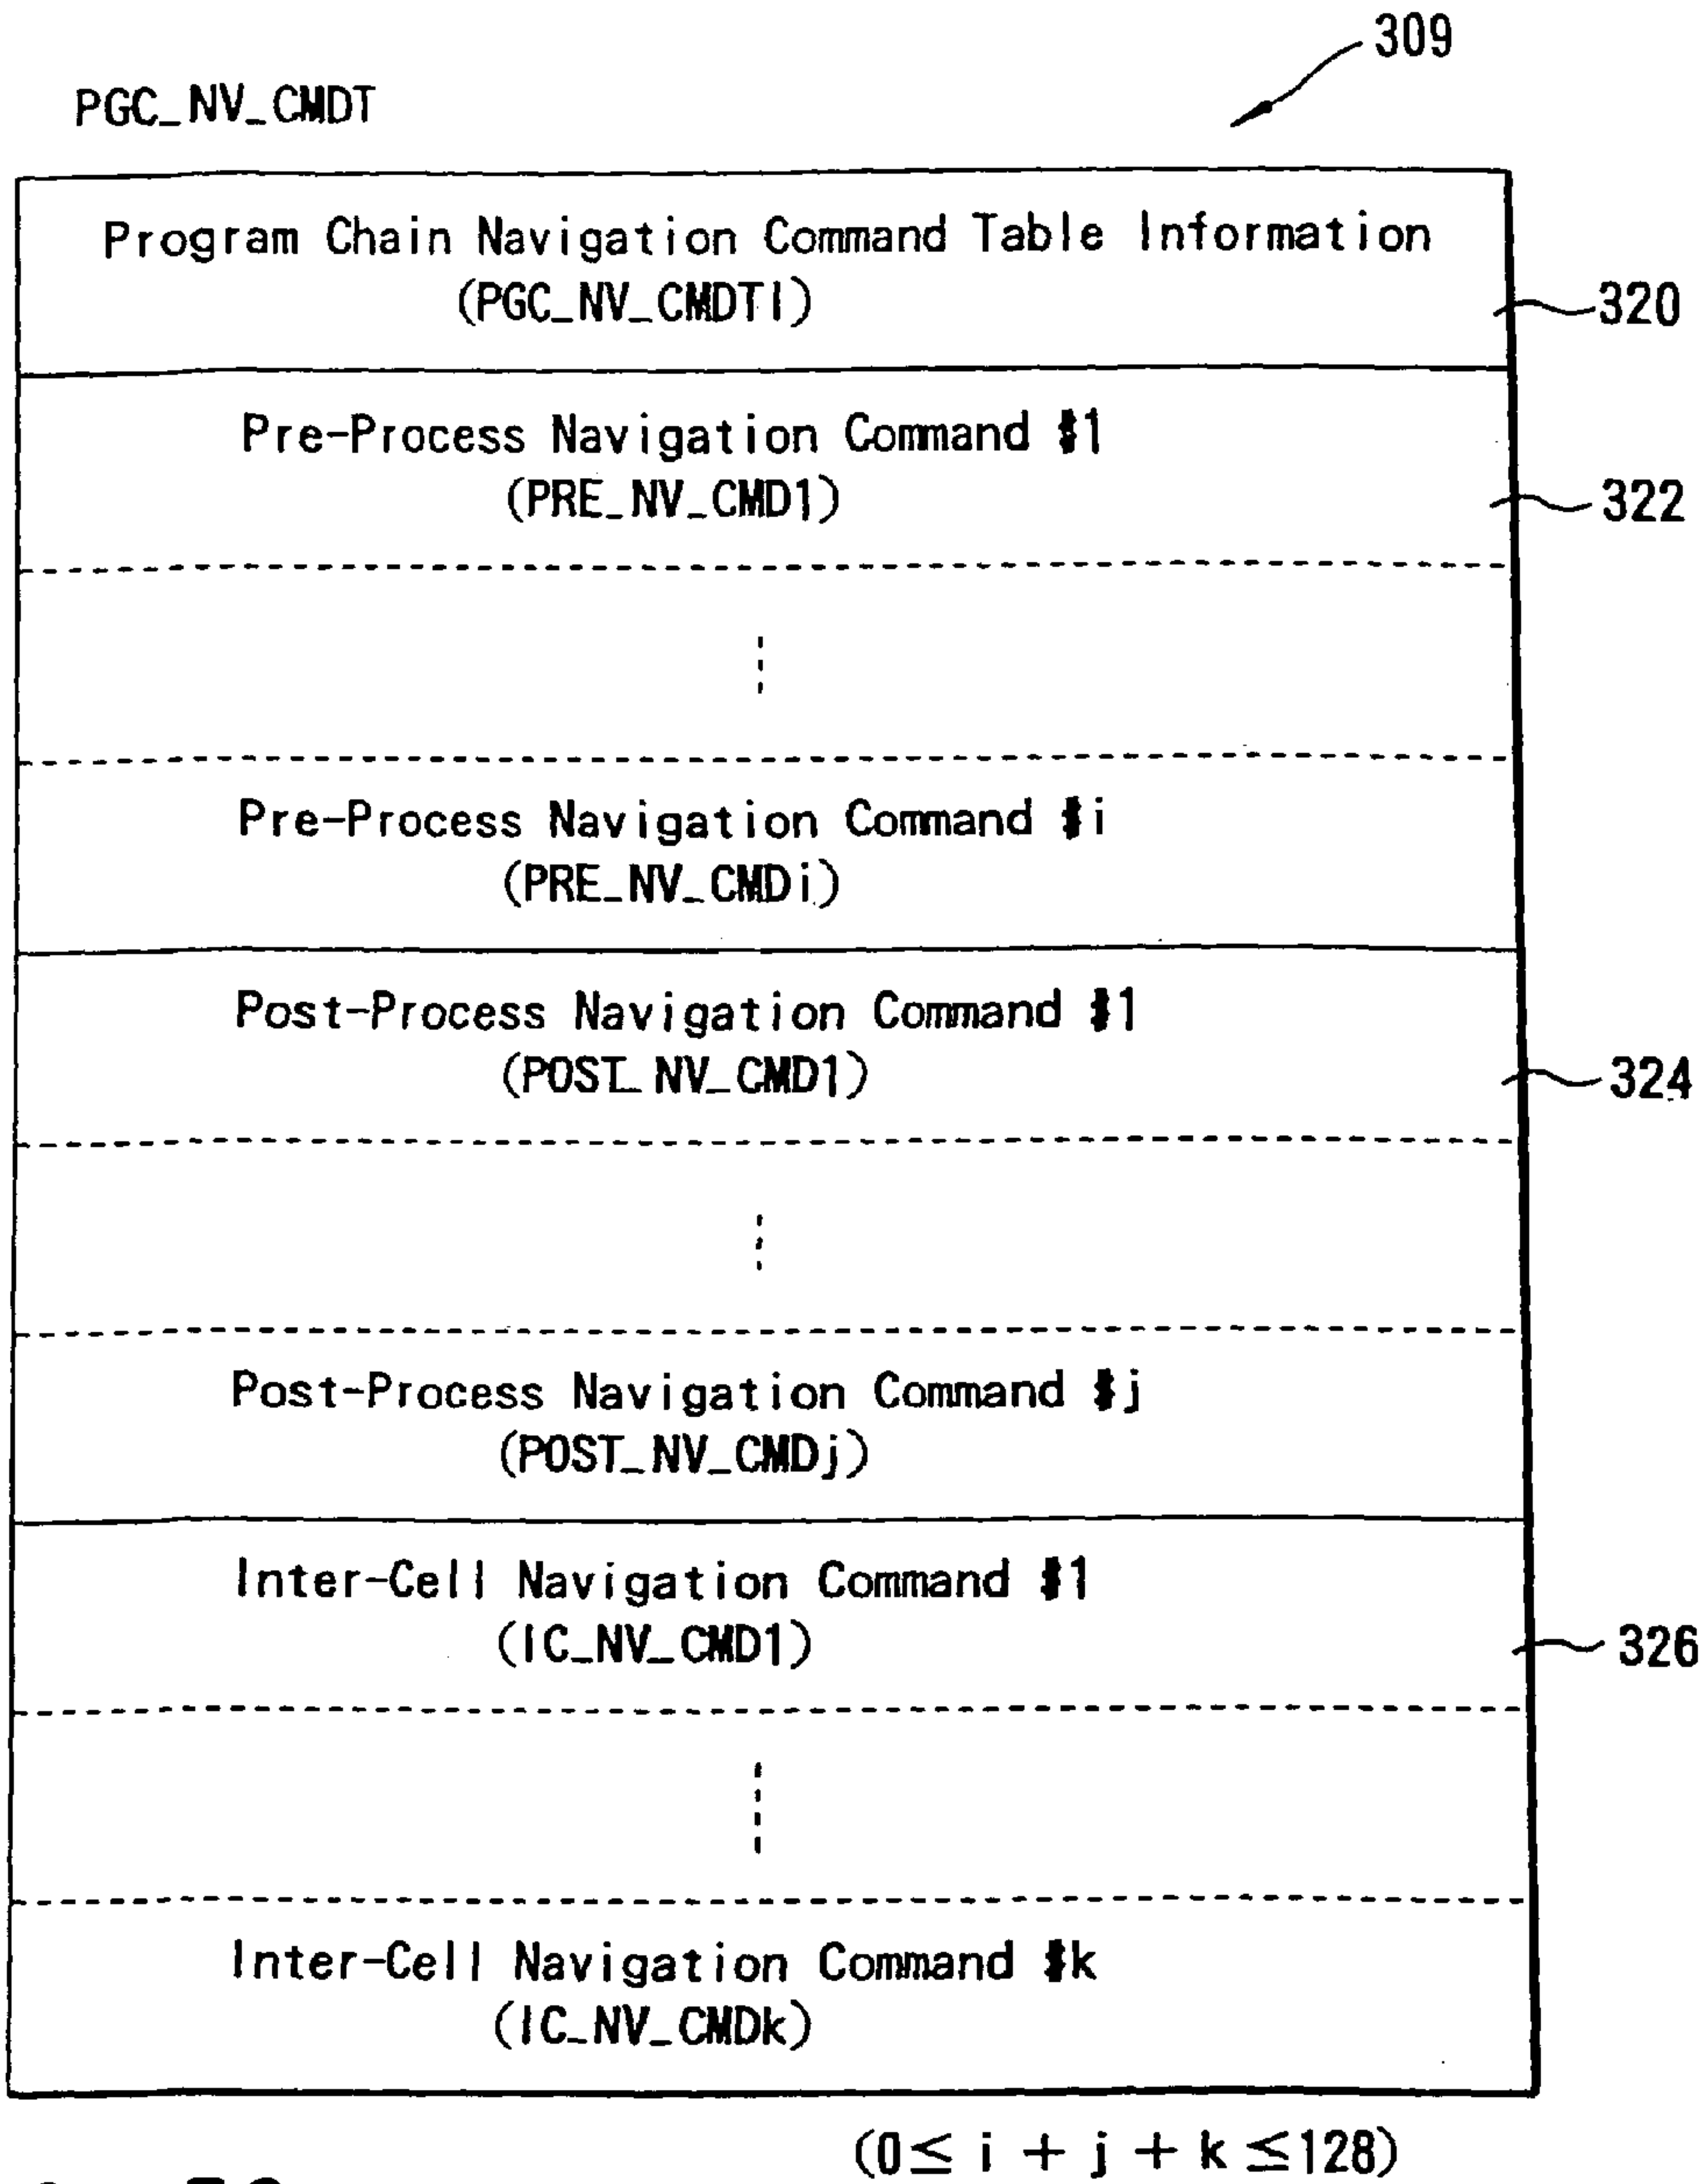 309
PGC_NV_CMDT
Program Chain Navigation Command Table Information
(PGC_NV_CMDTI)
320
Pre-Process Navigation Command #1
(PRE_NV_CMD1)
322
Pre-Process Navigation Command #i
(PRE_NV_CMDi)
Post-Process Navigation Command #1
(POST_NV_CMD1)
324
Post-Process Navigation Command #j
(POST_NV_CMDj)
Inter-Cell Navigation Command #1
(IC_NV_CMD1)
326
Inter-Cell Navigation Command #k
(IC_NV_CMDk)
(0≤ i + j + k ≤128)